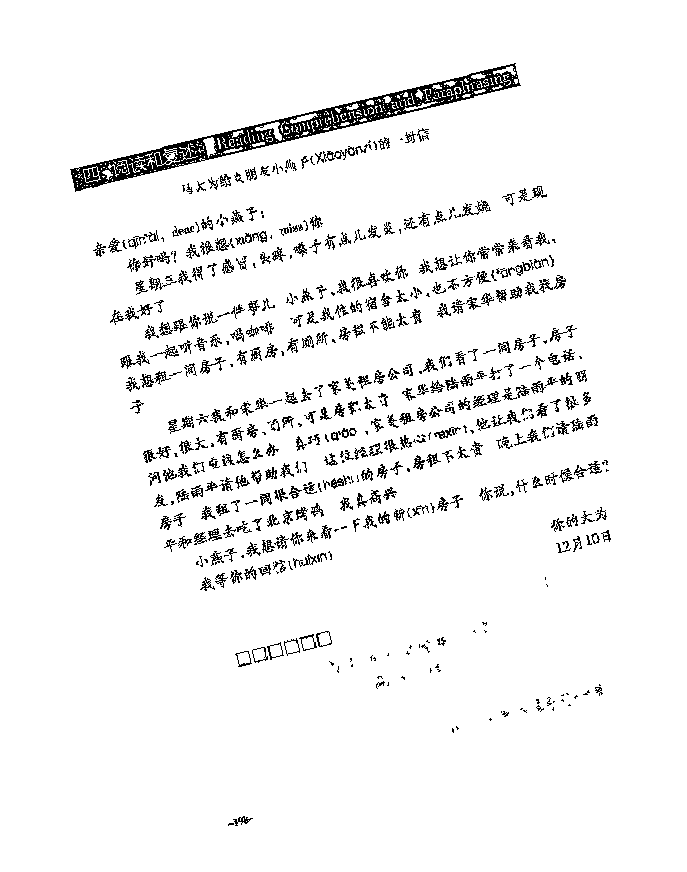 四、阅读和复述 Reading Comprehension and Paraphrasing
马大为给女朋友小燕子(Xiǎoyànzi)的一封信
亲爱(qīn'ài, dear)的小燕子:
你好吗? 我很想(xiǎng, miss)你
星期三我得了感冒,头疼,嗓子有点儿发炎,还有点儿发烧 可是现
在我好了
我想跟你说一件事儿 小燕子,我很喜欢你 我想让你常常来看我,
跟我一起听音乐,喝咖啡 可是我住的宿舍太小,也不方便(fāngbiàn)
我想租一间房子,有厨房,有厕所,房租不能太贵 我请宋华帮助我找房
子
星期六我和宋华一起去了家美租房公司,我们看了一间房子,房子
很好,很大,有厨房、厕所,可是房租太贵 宋华给陆雨平打了一个电话,
问他我们应该怎么办 真巧(qiǎo),家美租房公司的经理是陆雨平的朋
友,陆雨平请他帮助我们 这位经理很热心(rèxīn),他让我们看了很多
房子 我租了一间很合适(héshì)的房子,房租不太贵 晚上我们请陆雨
平和经理去吃了北京烤鸭 我真高兴
小燕子,我想请你来看一下我的新(xīn)房子 你说,什么时候合适?
我等你的回信(huíxìn)
你的大为
12月10日
□□□□□□